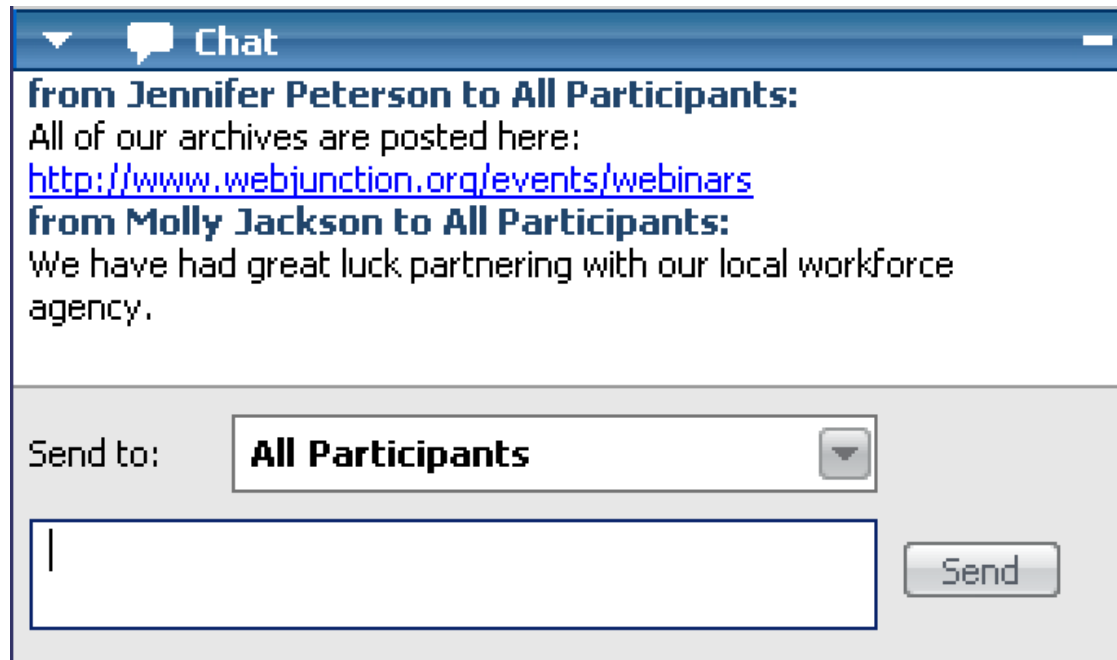 Chat
from Jennifer Peterson to All Participants:
All of our archives are posted here:
http://www.webjunction.org/events/webinars
from Molly Jackson to All Participants:
We have had great luck partnering with our local workforce
agency.
Send to:
All Participants
Send